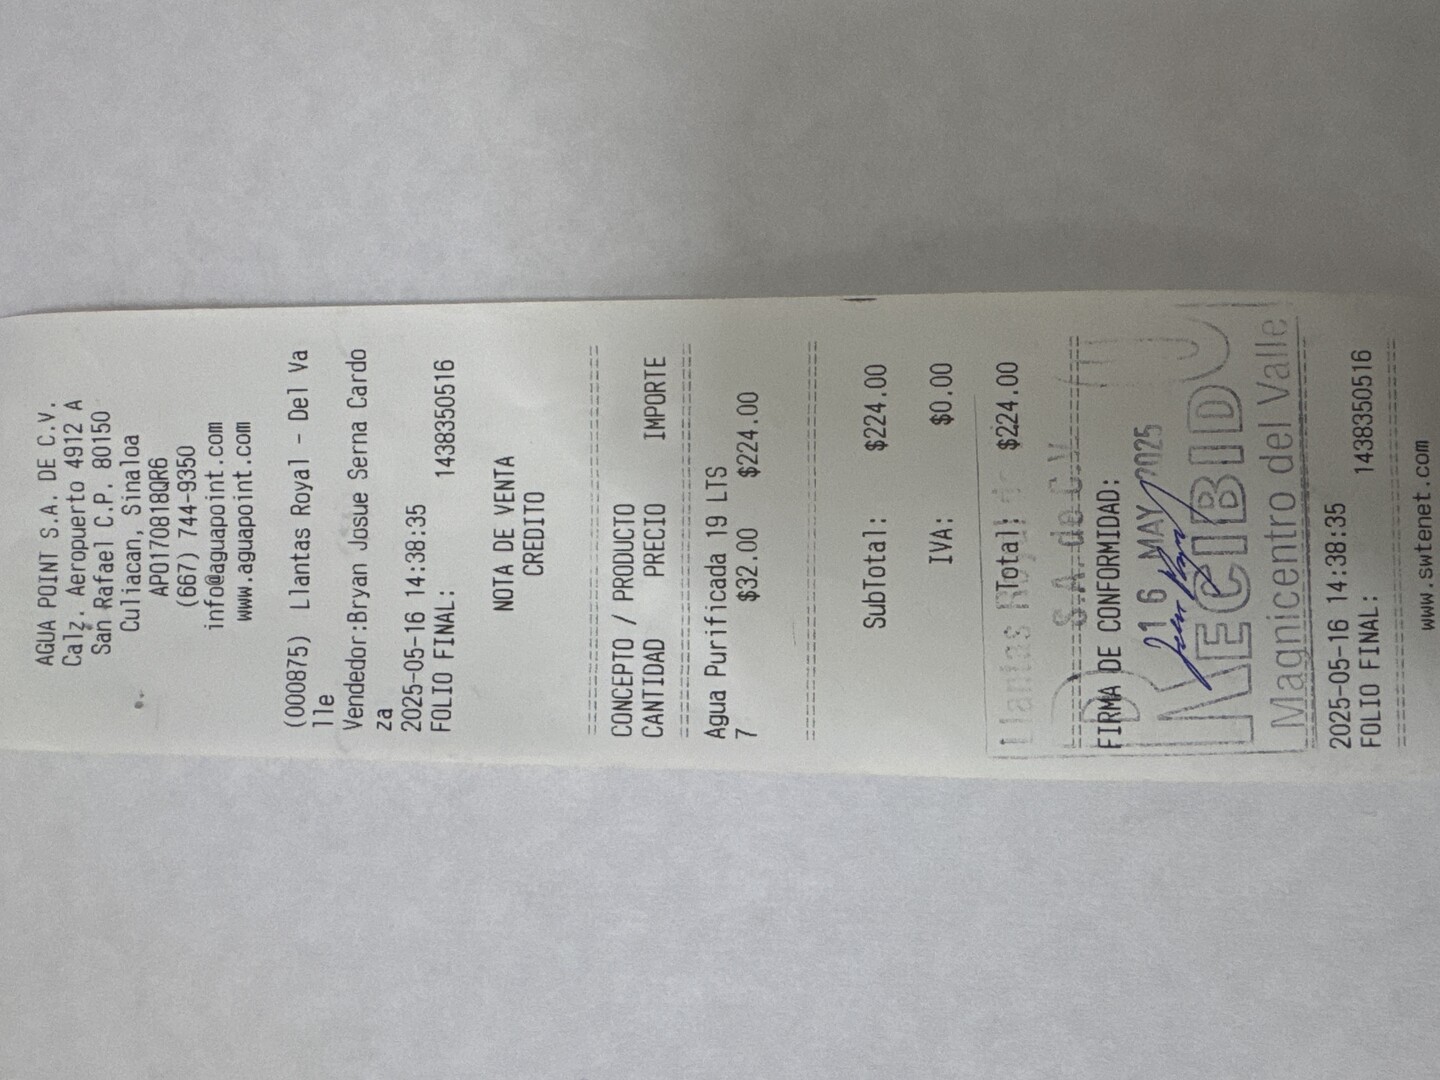 AGUA POINT S.A. DE C.V.
Calz. Aeropuerto 4912 A
San Rafael C.P. 80150
Culiacan, Sinaloa
APO170818QR6
(667) 744-9350
info@aguapoint.com
www.aguapoint.com
(000875) Llantas Royal - Del Va
lle
Vendedor:Bryan Josue Serna Cardo
za
2025-05-16 14:38:35
FOLIO FINAL: 1438350516
NOTA DE VENTA
CREDITO
CONCEPTO / PRODUCTO
CANTIDAD PRECIO IMPORTE
Agua Purificada 19 LTS
7 $32.00 $224.00
SubTotal: $224.00
IVA: $0.00
Total: $224.00
Llantas
S.A. de C.V.
FIRMA DE CONFORMIDAD:
16 MAY 2025
RECIBIDO
Magnicentro del Valle
2025-05-16 14:38:35
FOLIO FINAL: 1438350516
www.swtenet.com